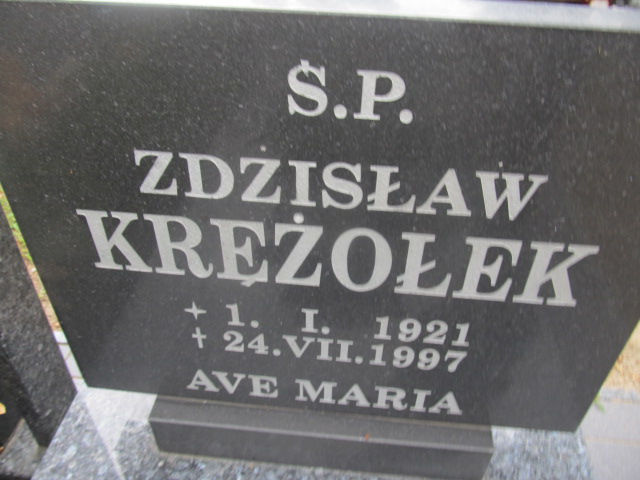 Ś.P.
ZDZISŁAW
KRĘŻOŁEK
+ 1. I. 1921
+ 24.VII.1997
AVE MARIA